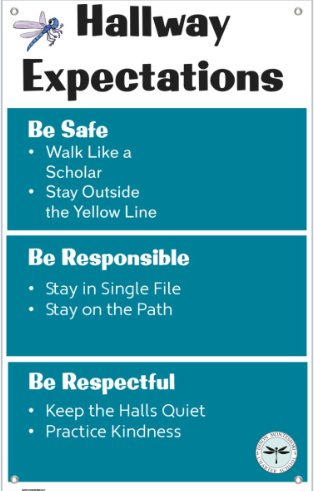 Hallway
Expectations
Be Safe
• Walk Like a
Scholar
• Stay Outside
the Yellow Line
Be Responsible
• Stay in Single File
• Stay on the Path
Be Respectful
• Keep the Halls Quiet
• Practice Kindness